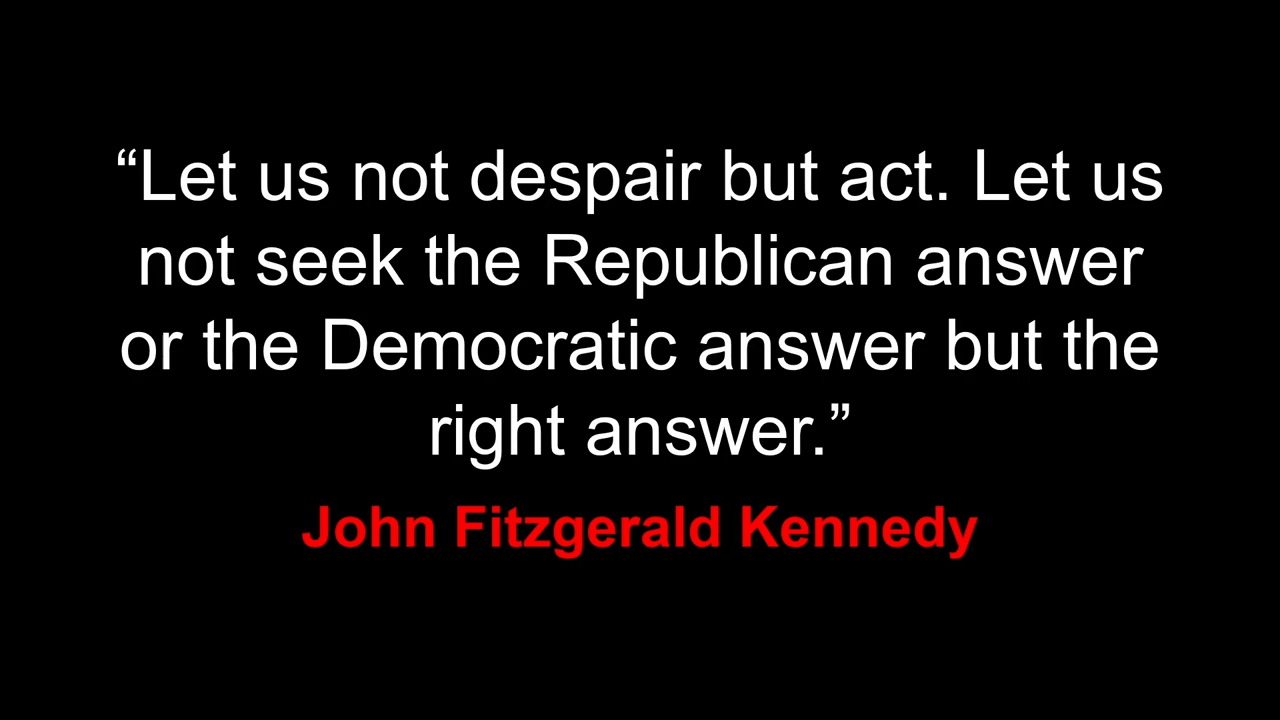 “Let us not despair but act. Let us
not seek the Republican answer
or the Democratic answer but the
right answer.”
John Fitzgerald Kennedy